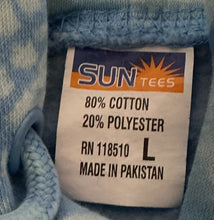 SUN TEES
80% COTTON
20% POLYESTER
RN 118510 L
MADE IN PAKISTAN